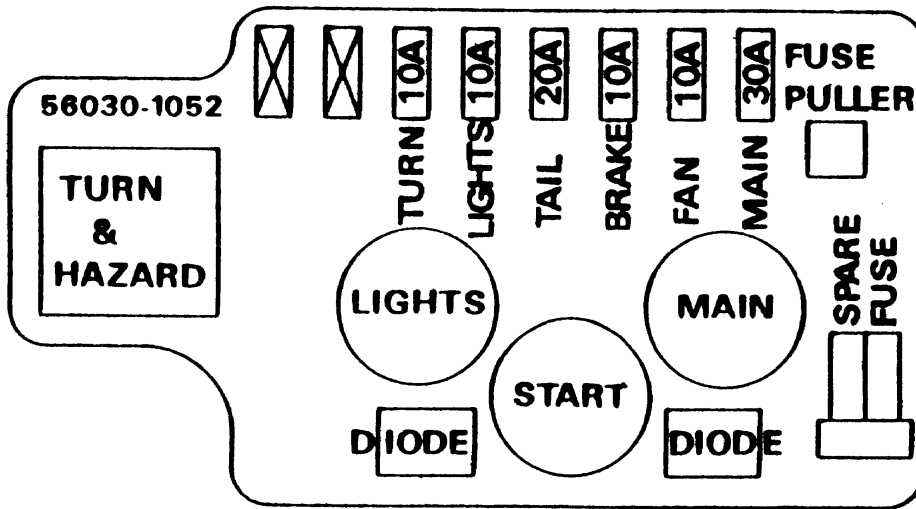 10A 10A 20A 10A 10A 30A
FUSE
PULLER
56030-1052
TURN LIGHTS TAIL BRAKE FAN MAIN
TURN
&
HAZARD
SPARE
FUSE
LIGHTS
MAIN
START
DIODE
DIODE